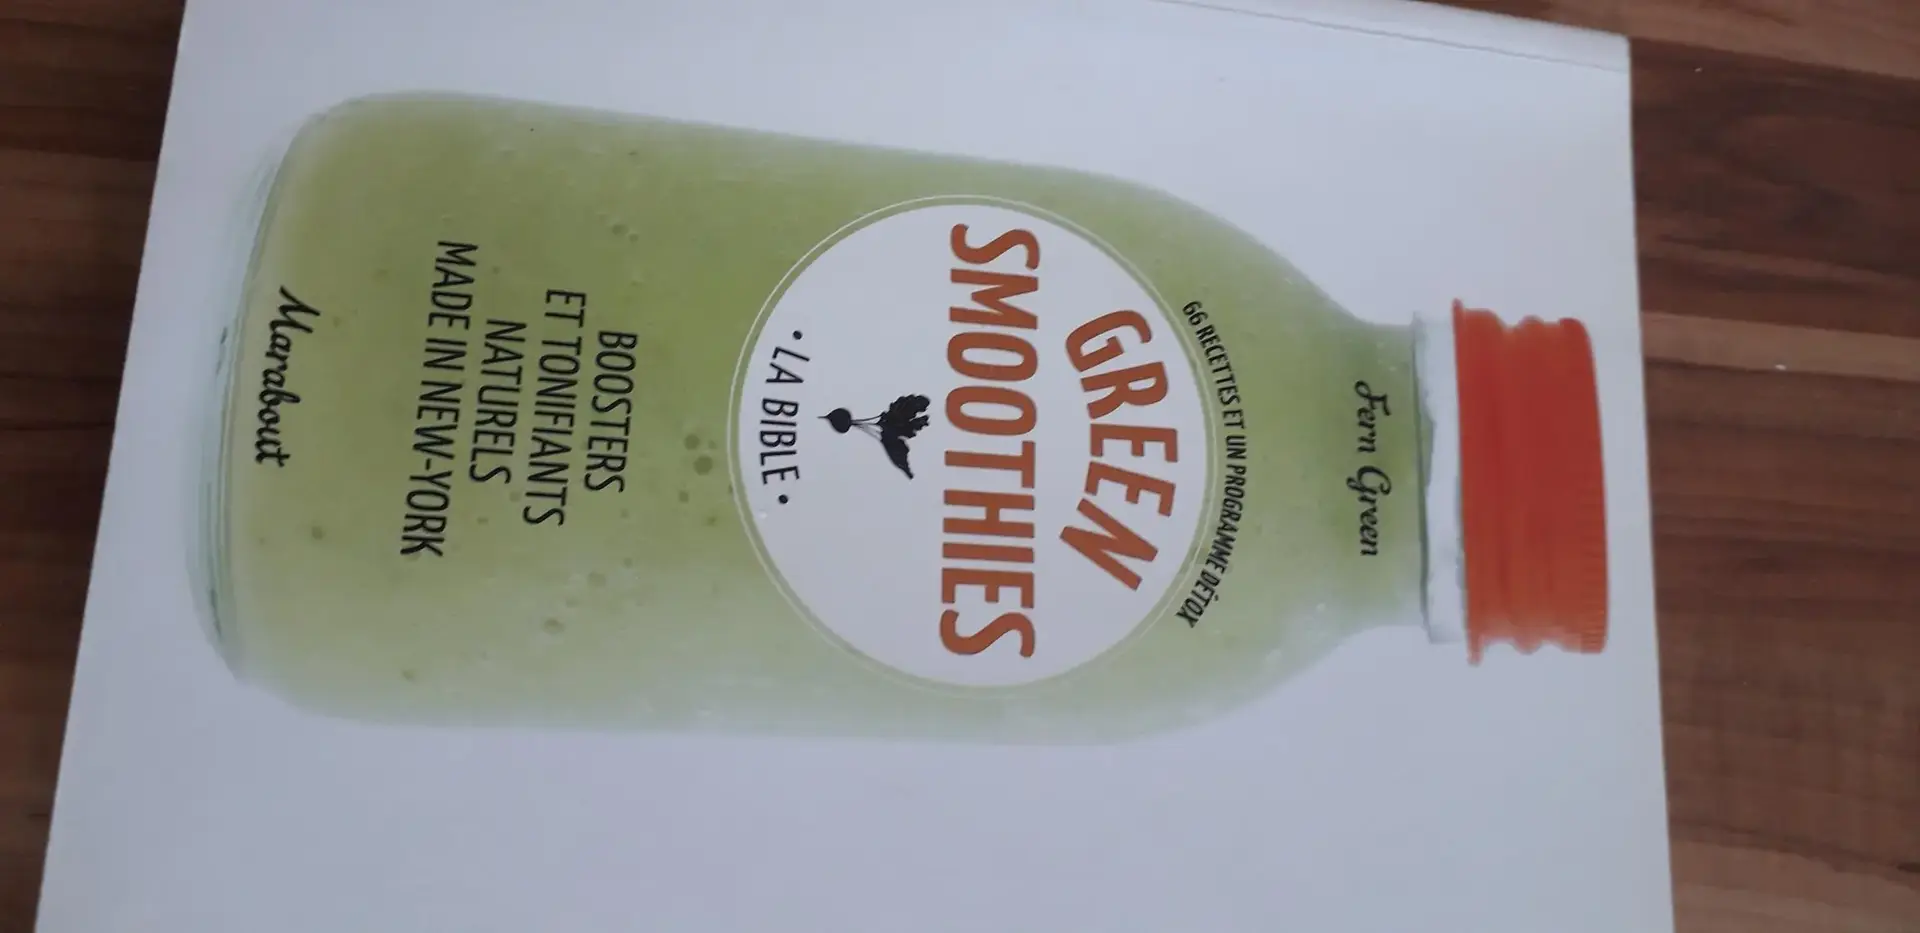 Fern Green
66 RECETTES ET UN PROGRAMME DÉTOX
GREEN
SMOOTHIES
• LA BIBLE •
BOOSTERS
ET TONIFIANTS
NATURELS
MADE IN NEW-YORK
Marabout